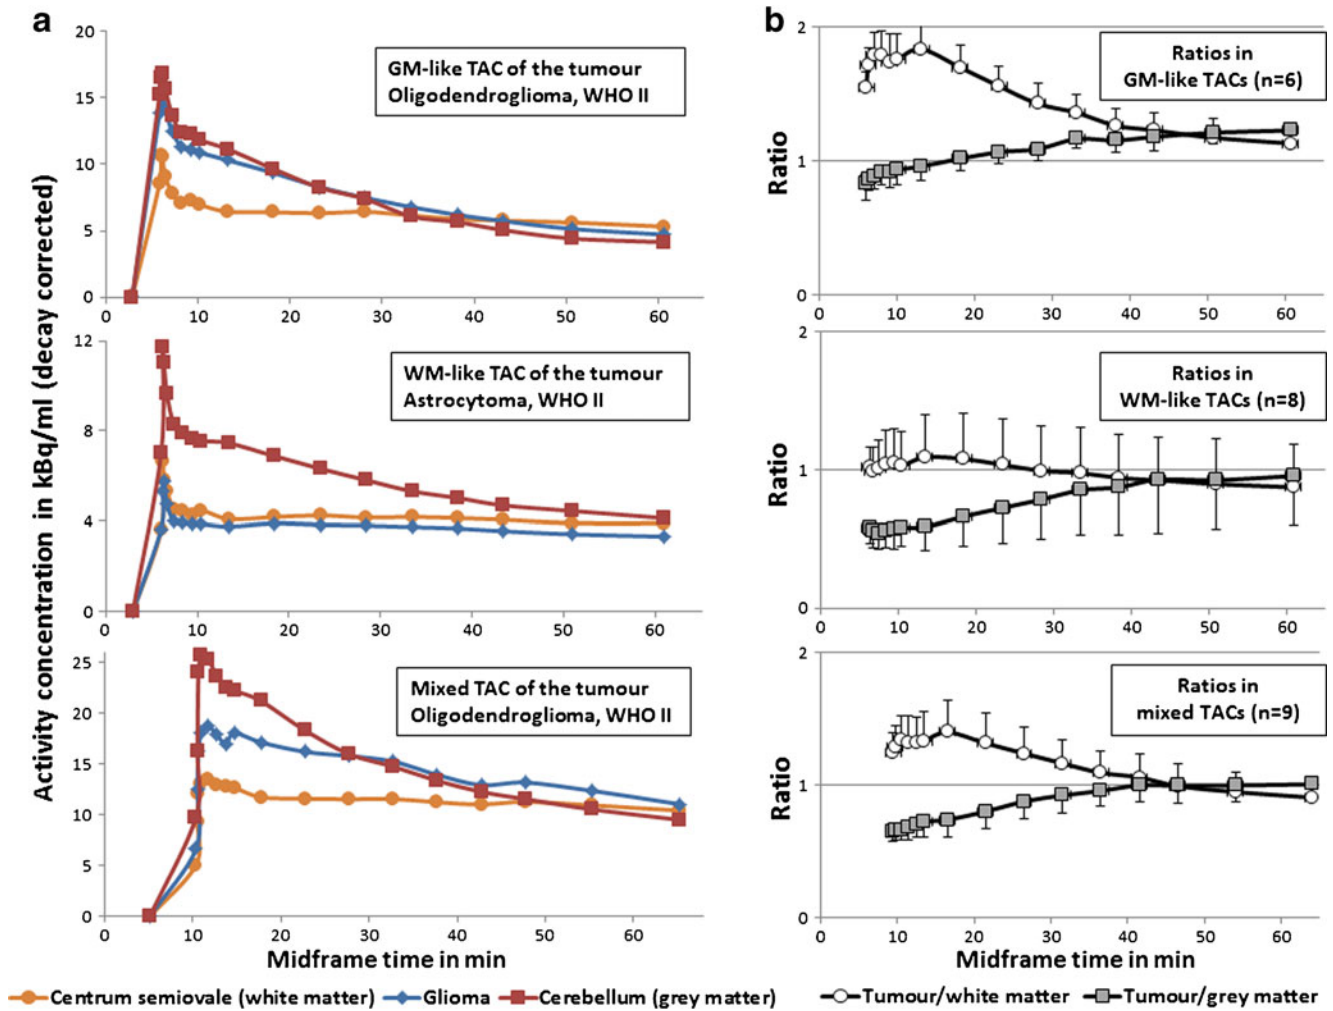 a
b
Activity concentration in kBq/ml (decay corrected)
20
15
10
5
0
0 10 20 30 40 50 60
GM-like TAC of the tumour
Oligodendroglioma, WHO II
12
8
4
0
0 10 20 30 40 50 60
WM-like TAC of the tumour
Astrocytoma, WHO II
25
20
15
10
5
0
0 10 20 30 40 50 60
Mixed TAC of the tumour
Oligodendroglioma, WHO II
Midframe time in min
Centrum semiovale (white matter) Glioma Cerebellum (grey matter)
Ratio
2
1
0
0 10 20 30 40 50 60
Ratios in
GM-like TACs (n=6)
Ratio
2
1
0
0 10 20 30 40 50 60
Ratios in
WM-like TACs (n=8)
Ratio
2
1
0
0 10 20 30 40 50 60
Ratios in
mixed TACs (n=9)
Midframe time in min
Tumour/white matter Tumour/grey matter